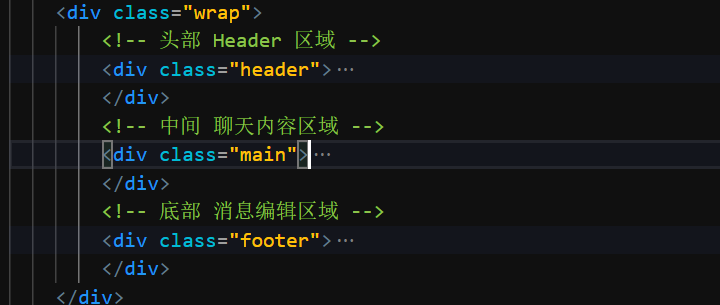 <div class="wrap">
<!-- 头部 Header 区域 -->
<div class="header">…
</div>
<!-- 中间 聊天内容区域 -->
<div class="main">…
</div>
<!-- 底部 消息编辑区域 -->
<div class="footer">…
</div>
</div>